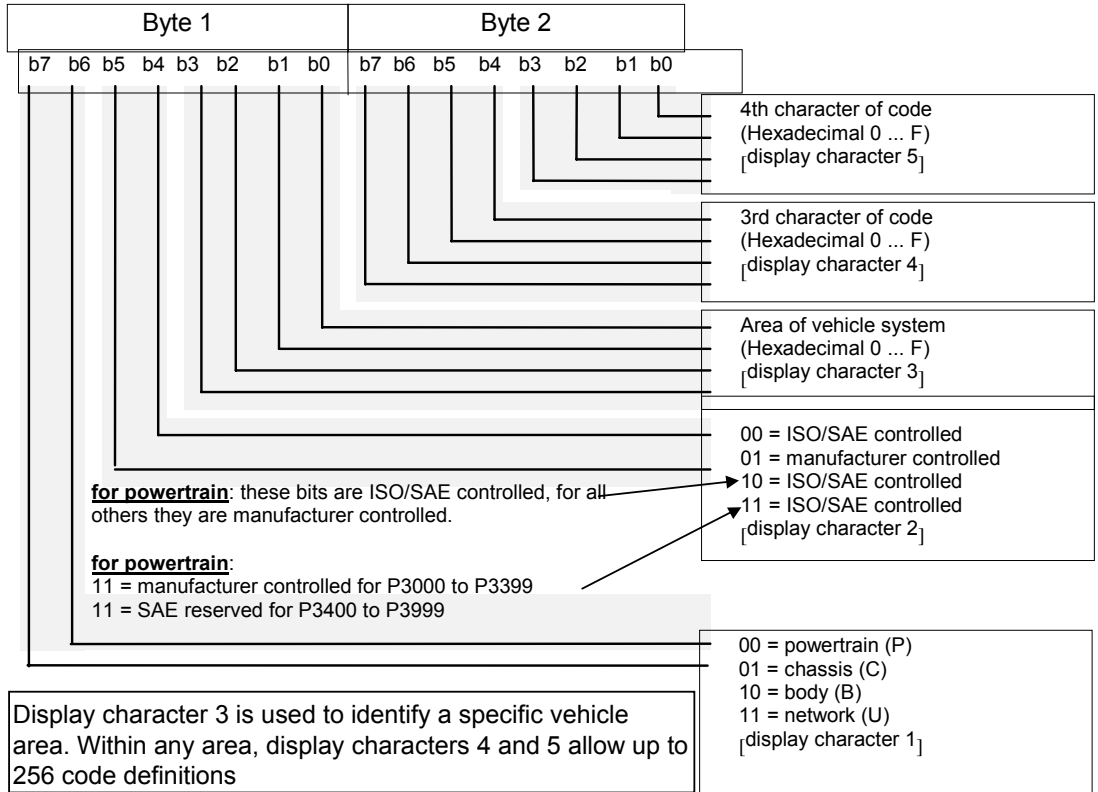 Byte 1 Byte 2
b7 b6 b5 b4 b3 b2 b1 b0 b7 b6 b5 b4 b3 b2 b1 b0
4th character of code
(Hexadecimal 0 ... F)
[display character 5]
3rd character of code
(Hexadecimal 0 ... F)
[display character 4]
Area of vehicle system
(Hexadecimal 0 ... F)
[display character 3]
00 = ISO/SAE controlled
01 = manufacturer controlled
10 = ISO/SAE controlled
11 = ISO/SAE controlled
[display character 2]
for powertrain: these bits are ISO/SAE controlled, for all
others they are manufacturer controlled.
for powertrain:
11 = manufacturer controlled for P3000 to P3399
11 = SAE reserved for P3400 to P3999
00 = powertrain (P)
01 = chassis (C)
10 = body (B)
11 = network (U)
[display character 1]
Display character 3 is used to identify a specific vehicle
area. Within any area, display characters 4 and 5 allow up to
256 code definitions